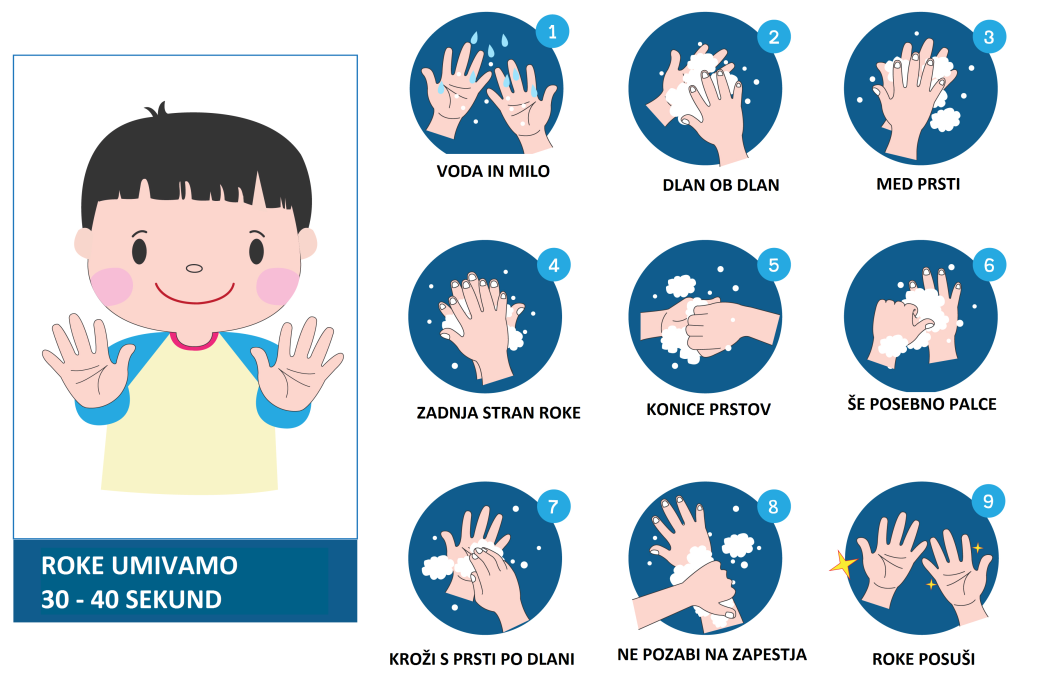 ROKE UMIVAMO
30 - 40 SEKUND
1
VODA IN MILO
2
DLAN OB DLAN
3
MED PRSTI
4
ZADNJA STRAN ROKE
5
KONICE PRSTOV
6
ŠE POSEBNO PALCE
7
KROŽI S PRSTI PO DLANI
8
NE POZABI NA ZAPESTJA
9
ROKE POSUŠI